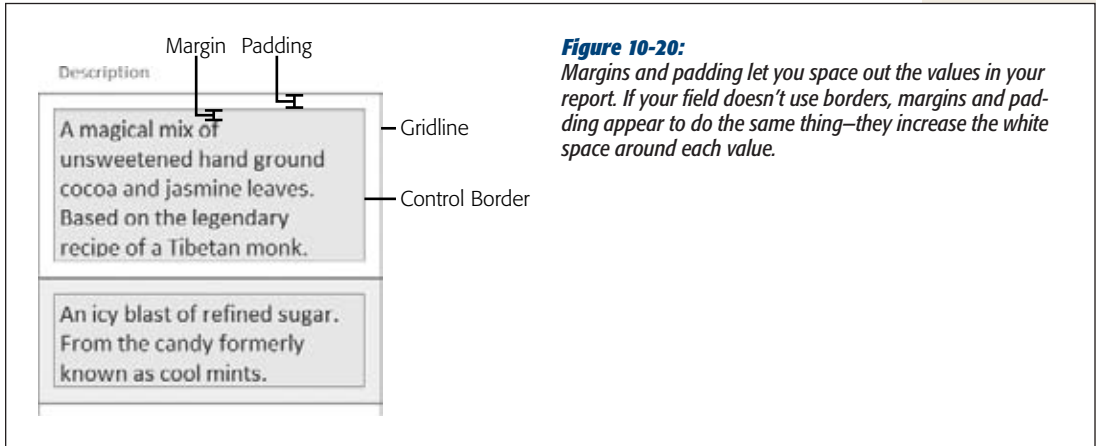 Margin Padding
Description
A magical mix of
unsweetened hand ground
cocoa and jasmine leaves.
Based on the legendary
recipe of a Tibetan monk.
An icy blast of refined sugar.
From the candy formerly
known as cool mints.
Gridline
Control Border
Figure 10-20:
Margins and padding let you space out the values in your
report. If your field doesn't use borders, margins and pad-
ding appear to do the same thing—they increase the white
space around each value.